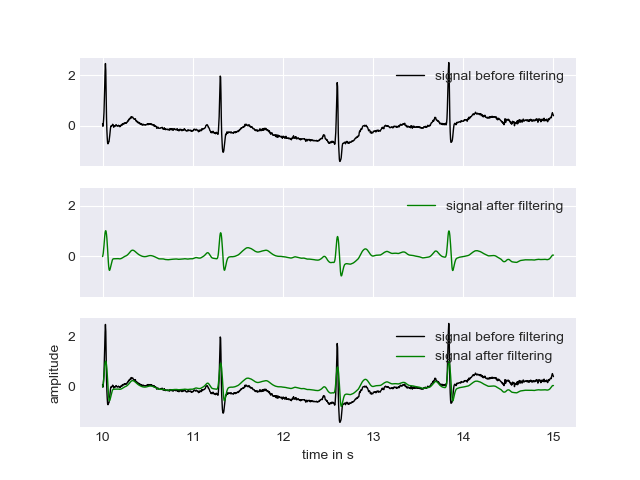 2
signal before filtering
0
2
signal after filtering
0
2
signal before filtering
signal after filtering
0
amplitude
10 11 12 13 14 15
time in s